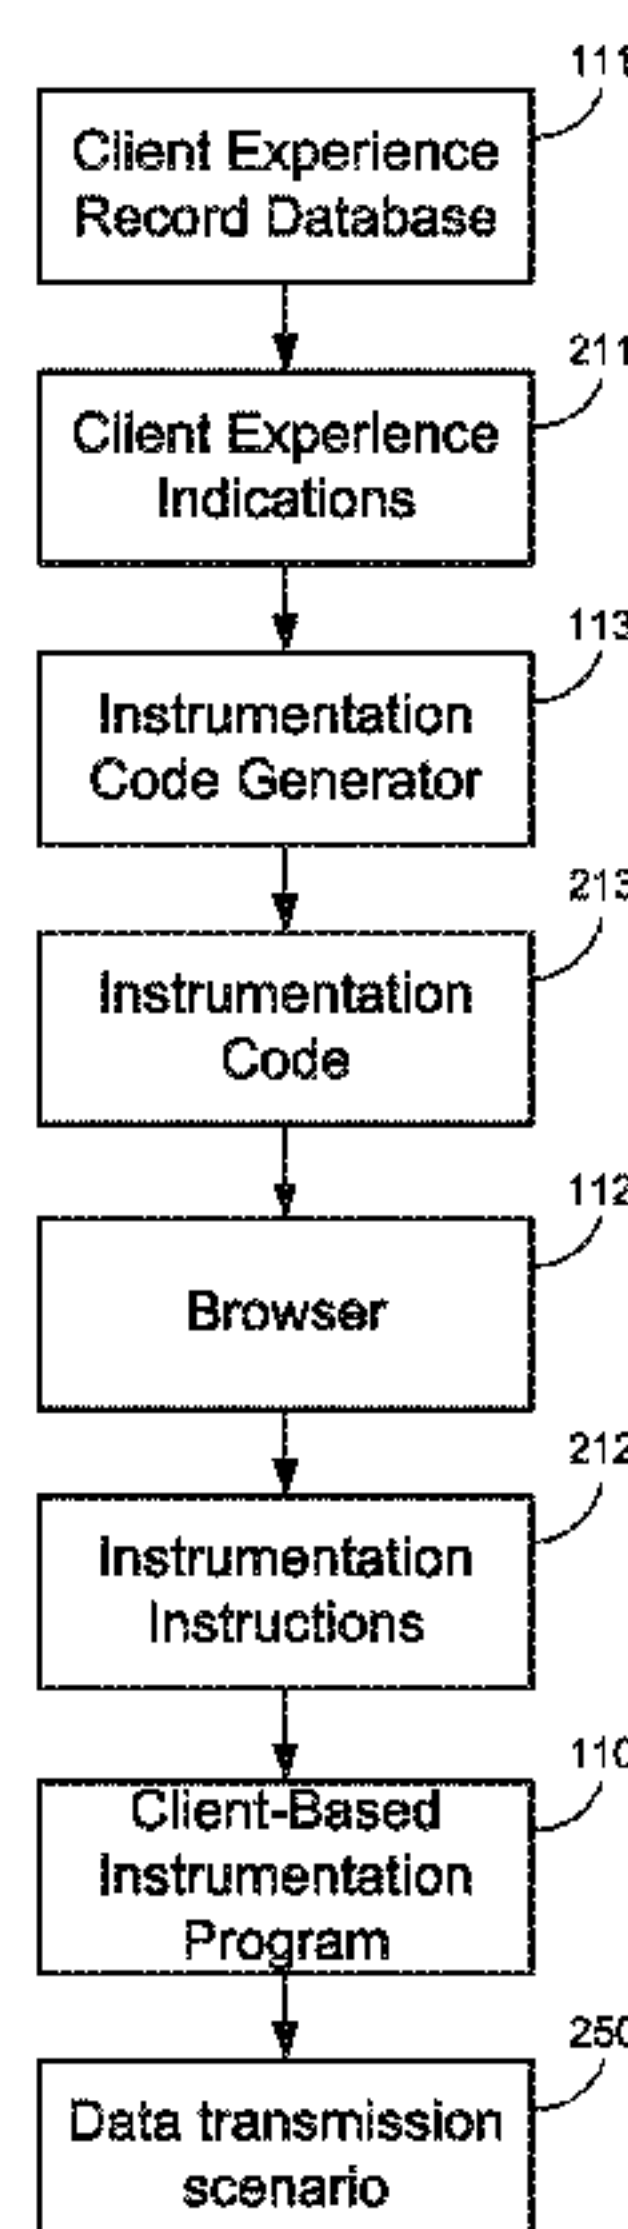 111
Client Experience
Record Database
211
Client Experience
Indications
113
Instrumentation
Code Generator
213
Instrumentation
Code
112
Browser
212
Instrumentation
Instructions
110
Client-Based
Instrumentation
Program
250
Data transmission
scenario